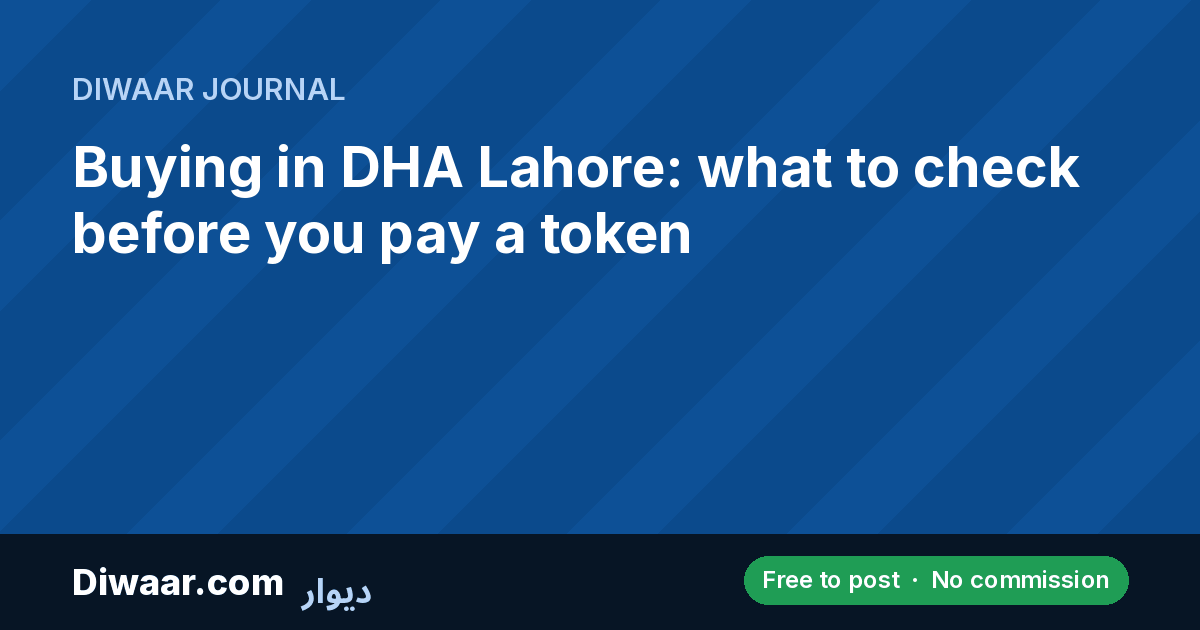 DIWAAR JOURNAL
Buying in DHA Lahore: what to check
before you pay a token
Diwaar.com دیوار
Free to post · No commission